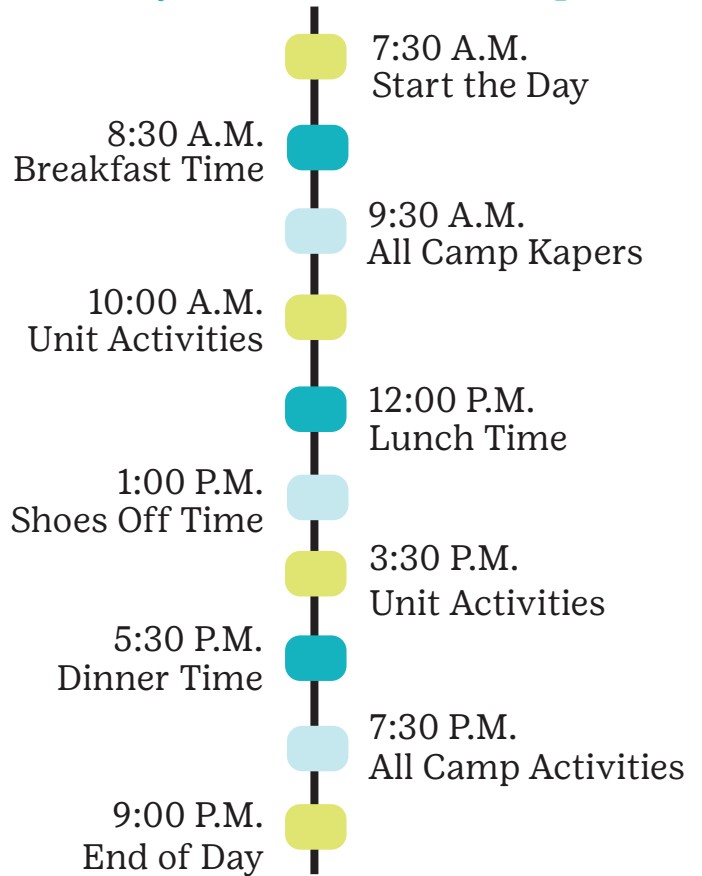 7:30 A.M.
Start the Day
8:30 A.M.
Breakfast Time
9:30 A.M.
All Camp Kapers
10:00 A.M.
Unit Activities
12:00 P.M.
Lunch Time
1:00 P.M.
Shoes Off Time
3:30 P.M.
Unit Activities
5:30 P.M.
Dinner Time
7:30 P.M.
All Camp Activities
9:00 P.M.
End of Day